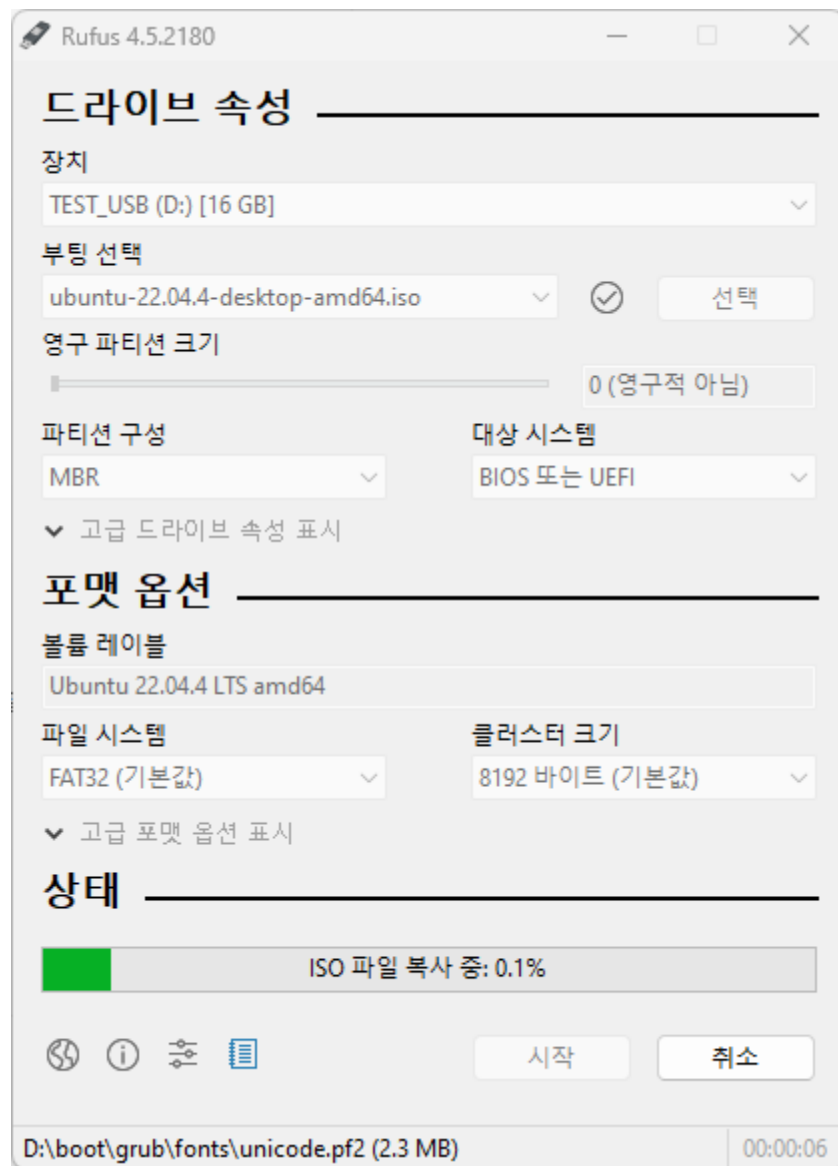 Rufus 4.5.2180
드라이브 속성
장치
TEST_USB (D:) [16 GB]
부팅 선택
ubuntu-22.04.4-desktop-amd64.iso
선택
영구 파티션 크기
0 (영구적 아님)
파티션 구성
대상 시스템
MBR
BIOS 또는 UEFI
고급 드라이브 속성 표시
포맷 옵션
볼륨 레이블
Ubuntu 22.04.4 LTS amd64
파일 시스템
클러스터 크기
FAT32 (기본값)
8192 바이트 (기본값)
고급 포맷 옵션 표시
상태
ISO 파일 복사 중: 0.1%
시작
취소
D:\boot\grub\fonts\unicode.pf2 (2.3 MB)
00:00:06